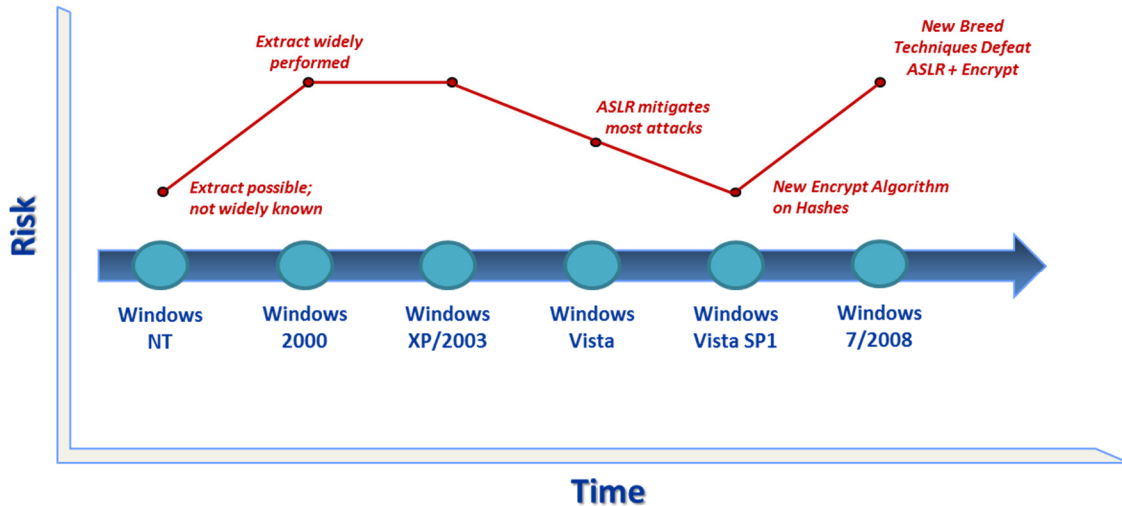 New Breed
Techniques Defeat
ASLR + Encrypt
Extract widely
performed
ASLR mitigates
most attacks
Extract possible;
not widely known
New Encrypt Algorithm
on Hashes
Risk
Windows
NT
Windows
2000
Windows
XP/2003
Windows
Vista
Windows
Vista SP1
Windows
7/2008
Time